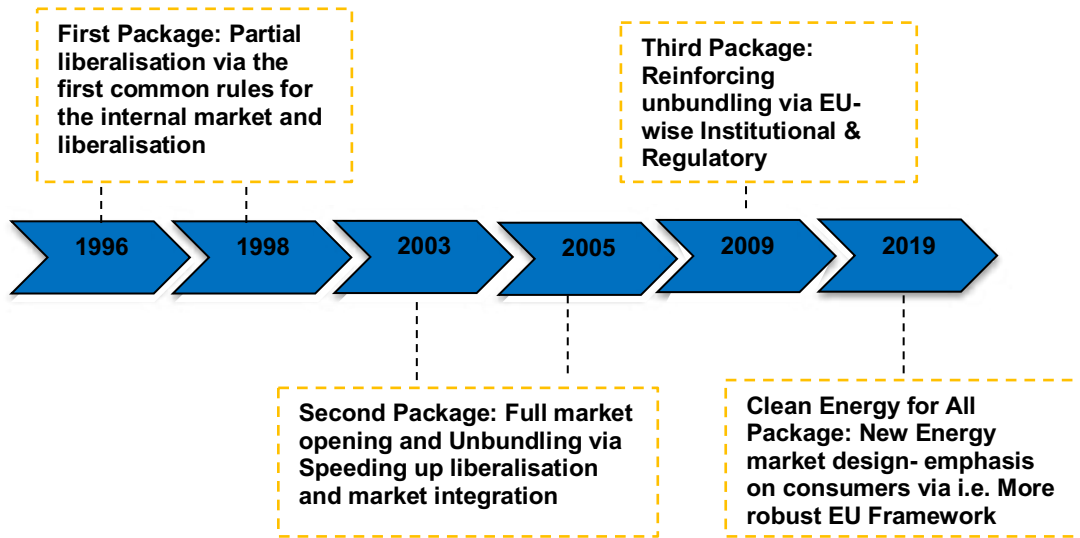 First Package: Partial
liberalisation via the
first common rules for
the internal market and
liberalisation
Third Package:
Reinforcing
unbundling via EU-
wise Institutional &
Regulatory
1996
1998
2003
2005
2009
2019
Second Package: Full market
opening and Unbundling via
Speeding up liberalisation
and market integration
Clean Energy for All
Package: New Energy
market design- emphasis
on consumers via i.e. More
robust EU Framework